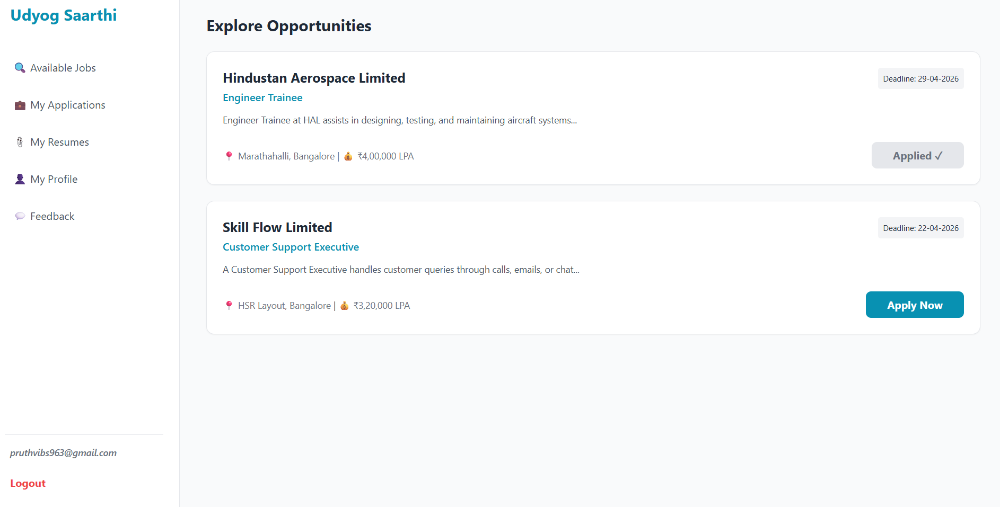 Udyog Saarthi
Available Jobs
My Applications
My Resumes
My Profile
Feedback
pruthvibs963@gmail.com
Logout
Explore Opportunities
Hindustan Aerospace Limited
Deadline: 29-04-2026
Engineer Trainee
Engineer Trainee at HAL assists in designing, testing, and maintaining aircraft systems...
Marathahalli, Bangalore | ₹4,00,000 LPA
Applied ✓
Skill Flow Limited
Deadline: 22-04-2026
Customer Support Executive
A Customer Support Executive handles customer queries through calls, emails, or chat...
HSR Layout, Bangalore | ₹3,20,000 LPA
Apply Now